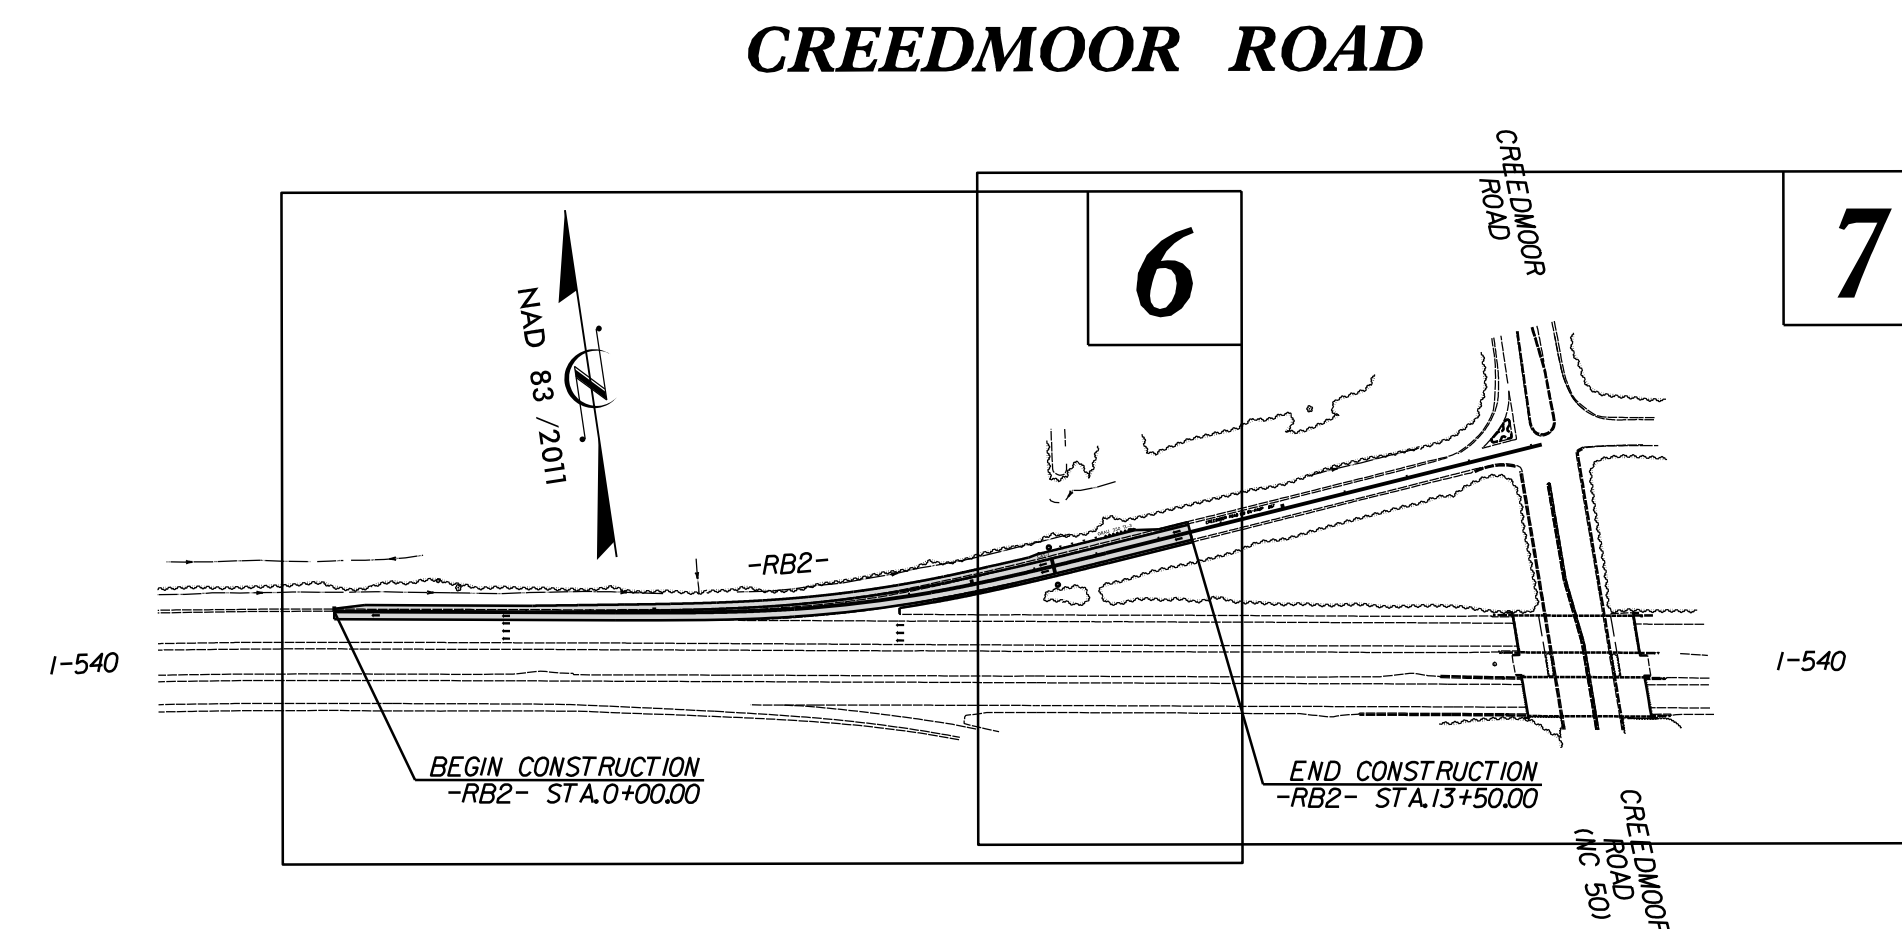 CREEDMOOR ROAD
CREEDMOOR
ROAD
6
7
NAD 83 /2011
-RB2-
I-540
I-540
BEGIN CONSTRUCTION
-RB2- STA.0+00.00
END CONSTRUCTION
-RB2- STA.13+50.00
CREEDMOOR
ROAD
(NC 50)